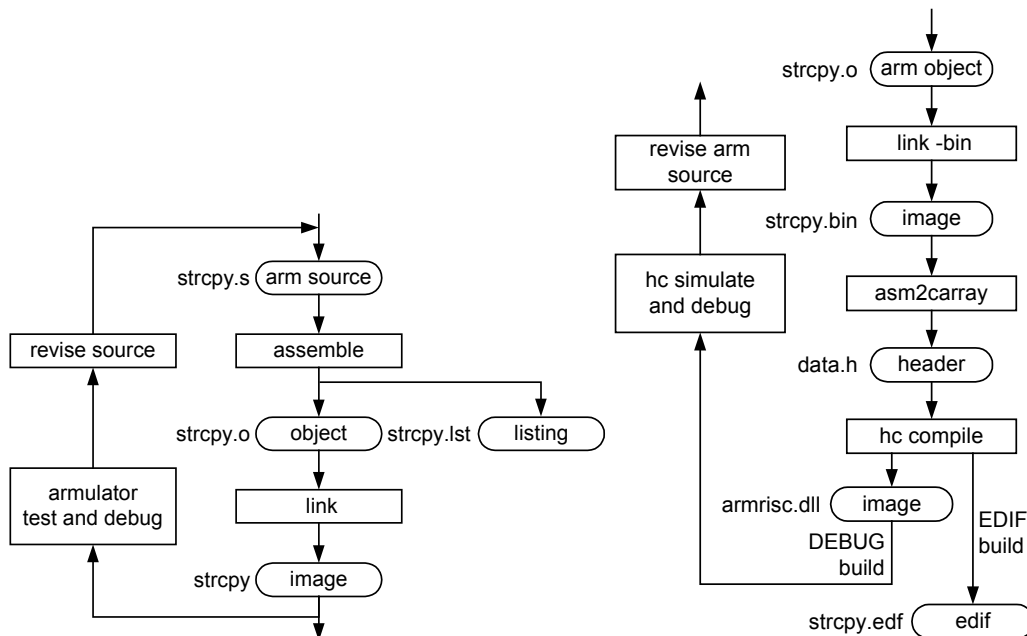 strcpy.s
arm source
revise source
assemble
strcpy.o
object
strcpy.lst
listing
armulator
test and debug
link
strcpy
image
strcpy.o
arm object
revise arm
source
link -bin
strcpy.bin
image
hc simulate
and debug
asm2carray
data.h
header
hc compile
armrisc.dll
image
DEBUG
build
EDIF
build
strcpy.edf
edif